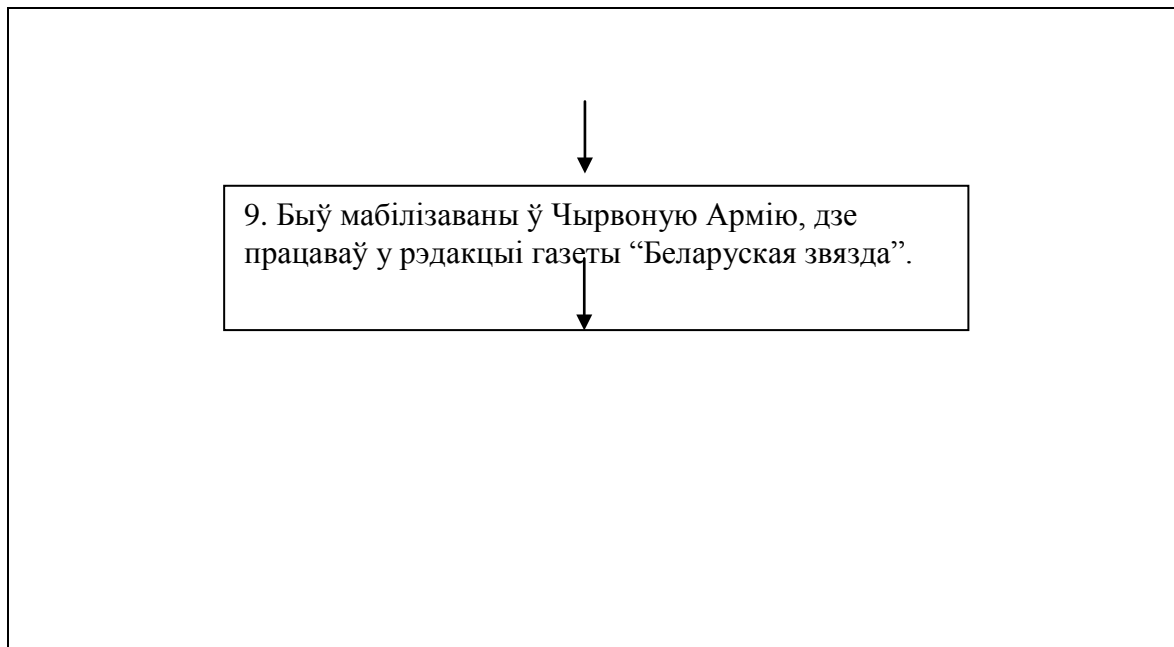 9. Быў мабілізаваны ў Чырвоную Армію, дзе
працаваў у рэдакцыі газеты “Беларуская звязда”.